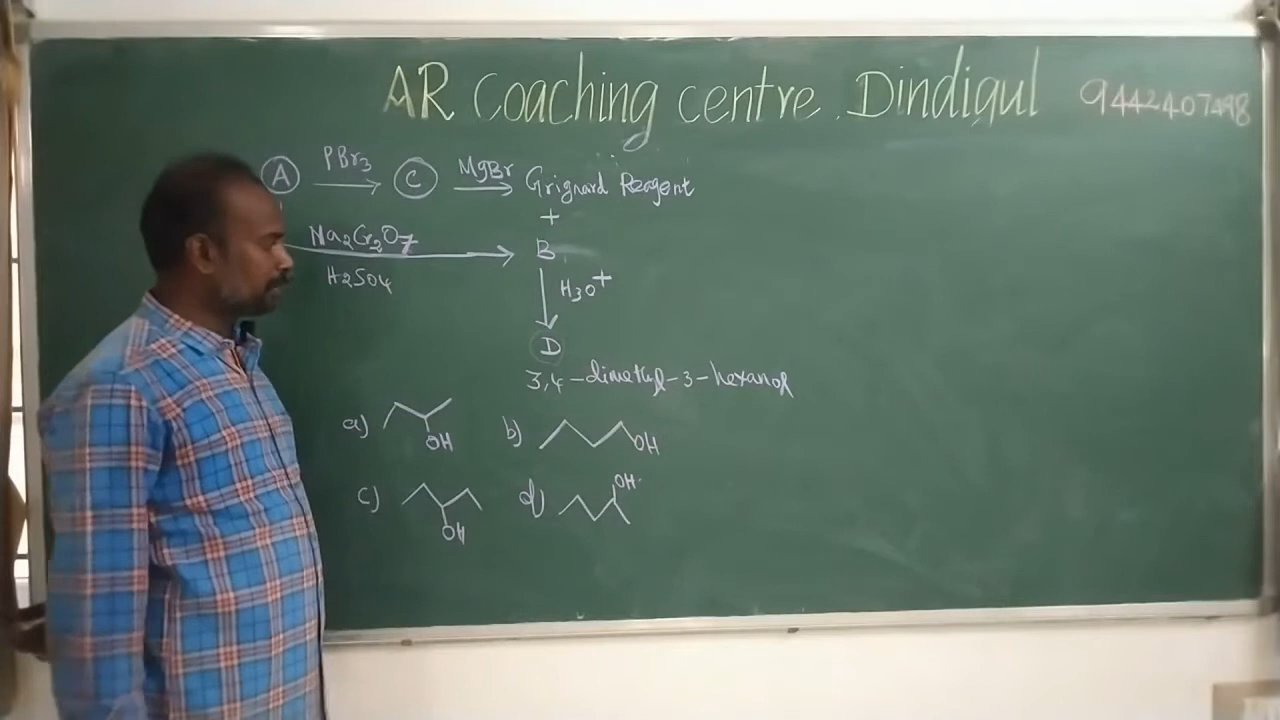 AR Coaching centre. Dindigul 9442407498
A PBr3 C MgBr Grignard Reagent
+
Na2Cr2O7 B
H2SO4 H3O+
D
3,4-dimethyl-3-hexanol
a) OH b) OH
c) OH d) OH